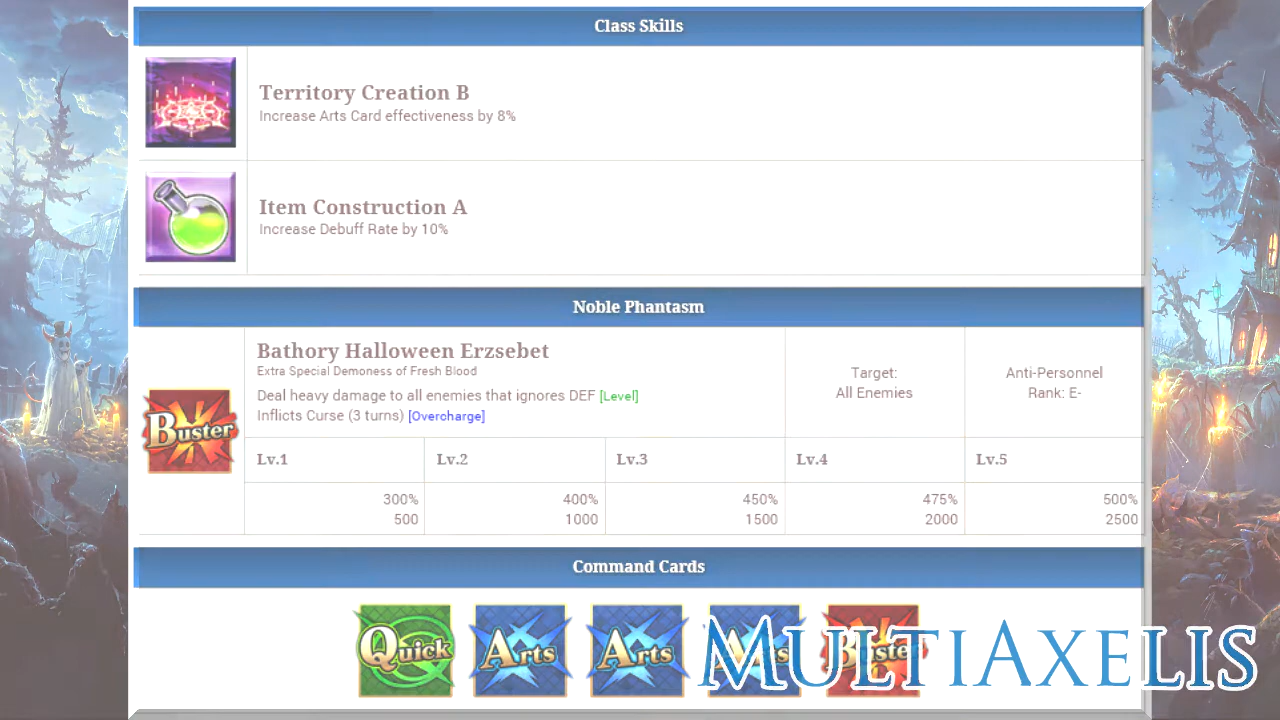 Class Skills
Territory Creation B
Increase Arts Card effectiveness by 8%
Item Construction A
Increase Debuff Rate by 10%
Noble Phantasm
Bathory Halloween Erzsebet
Extra Special Demoness of Fresh Blood
Deal heavy damage to all enemies that ignores DEF [Level]
Inflicts Curse (3 turns) [Overcharge]
Target:
All Enemies
Anti-Personnel
Rank: E-
Buster
Lv.1 Lv.2 Lv.3 Lv.4 Lv.5
300% 400% 450% 475% 500%
500 1000 1500 2000 2500
Command Cards
Quick Arts Arts Arts Buster
MultiAxelis